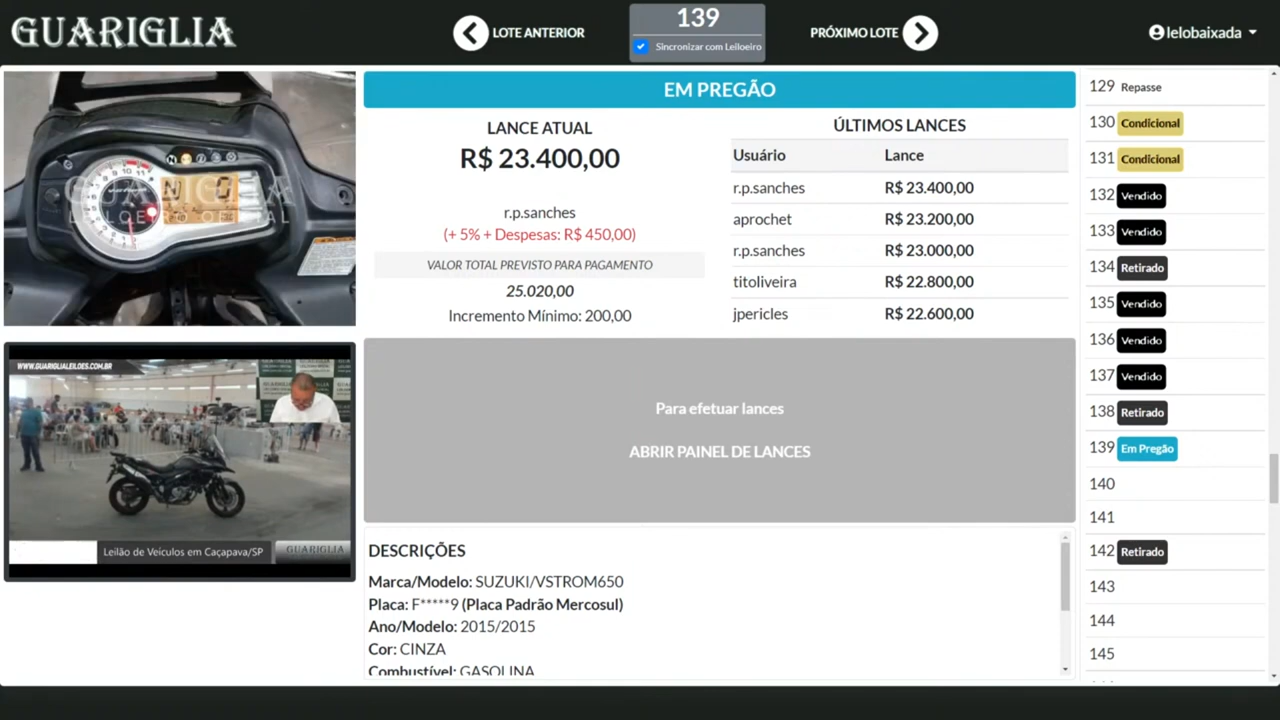 GUARIGLIA
LOTE ANTERIOR
139
Sincronizar com Leiloeiro
PRÓXIMO LOTE
lelobaixada
GUARIGLIA
LEILOEIRO OFICIAL
WWW.GUARIGLIALEILOES.COM.BR
Leilão de Veículos em Caçapava/SP
GUARIGLIA
EM PREGÃO
LANCE ATUAL
R$ 23.400,00
r.p.sanches
(+ 5% + Despesas: R$ 450,00)
VALOR TOTAL PREVISTO PARA PAGAMENTO
25.020,00
Incremento Mínimo: 200,00
ÚLTIMOS LANCES
Usuário Lance
r.p.sanches R$ 23.400,00
aprochet R$ 23.200,00
r.p.sanches R$ 23.000,00
titoliveira R$ 22.800,00
jpericles R$ 22.600,00
Para efetuar lances
ABRIR PAINEL DE LANCES
DESCRIÇÕES
Marca/Modelo: SUZUKI/VSTROM650
Placa: F*****9 (Placa Padrão Mercosul)
Ano/Modelo: 2015/2015
Cor: CINZA
Combustível: GASOLINA
129 Repasse
130 Condicional
131 Condicional
132 Vendido
133 Vendido
134 Retirado
135 Vendido
136 Vendido
137 Vendido
138 Retirado
139 Em Pregão
140
141
142 Retirado
143
144
145